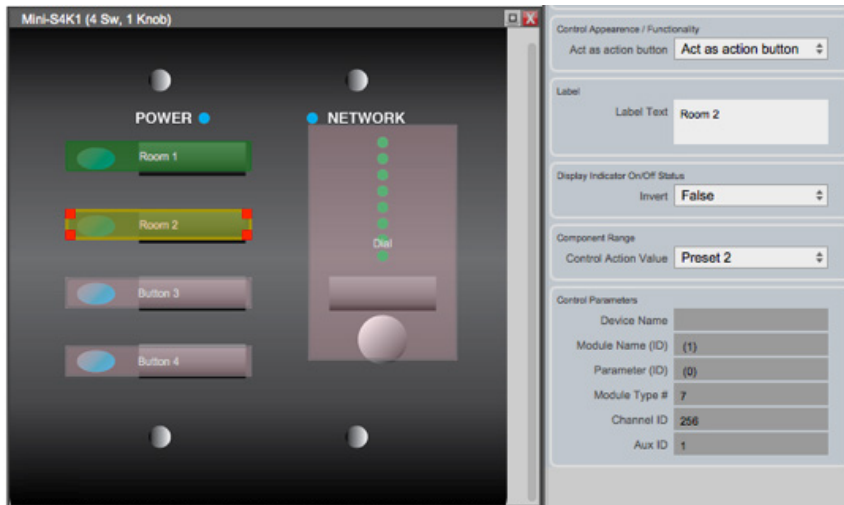 Mini-S4K1 (4 Sw, 1 Knob)
X
POWER
NETWORK
Room 1
Room 2
Dial
Button 3
Button 4
Control Appearence / Functionality
Act as action button Act as action button
Label
Label Text Room 2
Display Indicator On/Off Status
Invert False
Component Range
Control Action Value Preset 2
Control Parameters
Device Name
Module Name (ID) (1)
Parameter (ID) (0)
Module Type # 7
Channel ID 256
Aux ID 1